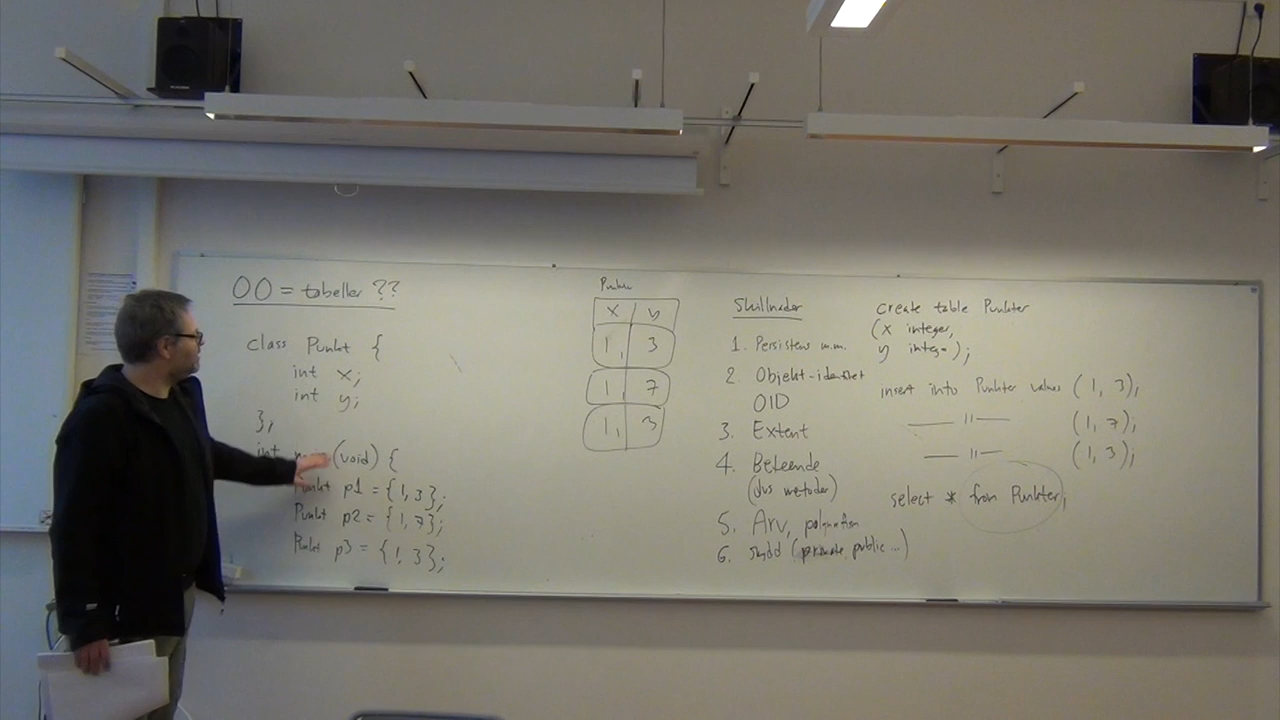 OO = tabeller ??
class Punkt {
int x;
int y;
};
int (void) {
Punkt p1 = {1, 3};
Punkt p2 = {1, 7};
Punkt p3 = {1, 3};
Punkter
x y
1, 3
1 7
1, 3
Skillnader
1. Persistens m.m.
2. Objekt-identitet
OID
3. Extent
4. Beteende
(dvs metoder)
5. Arv, polymorfism
6. Skydd (private, public ...)
create table Punkter
(x integer,
y integer);
insert into Punkter values (1, 3);
—— " —— (1, 7);
—— " —— (1, 3);
select * from Punkter;